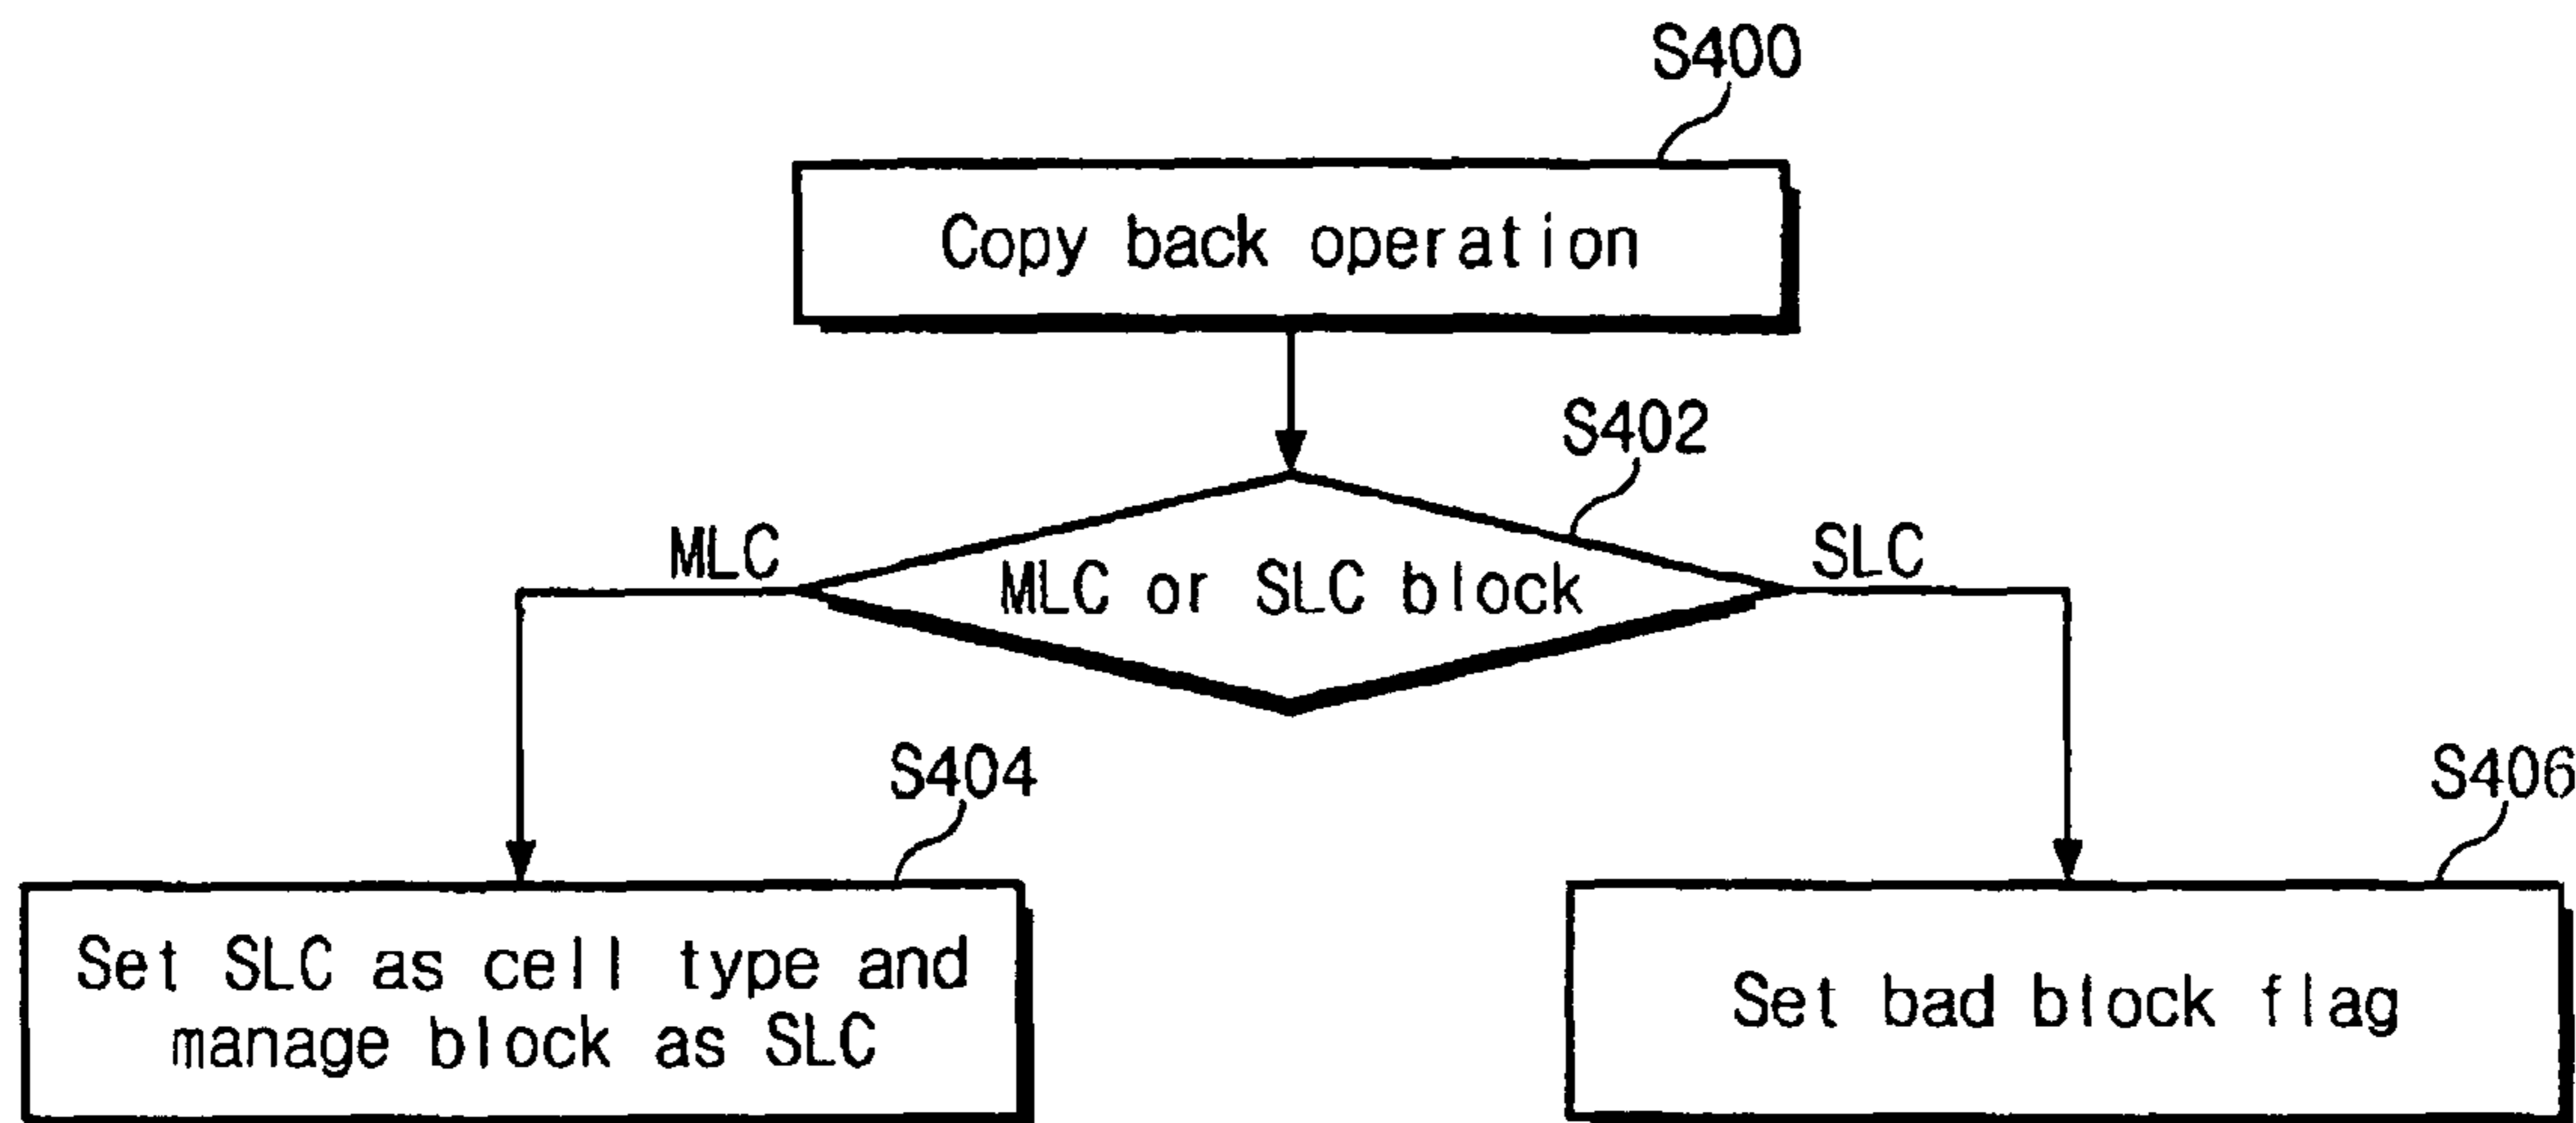 S400
Copy back operation
S402
MLC
MLC or SLC block
SLC
S404
S406
Set SLC as cell type and
manage block as SLC
Set bad block flag